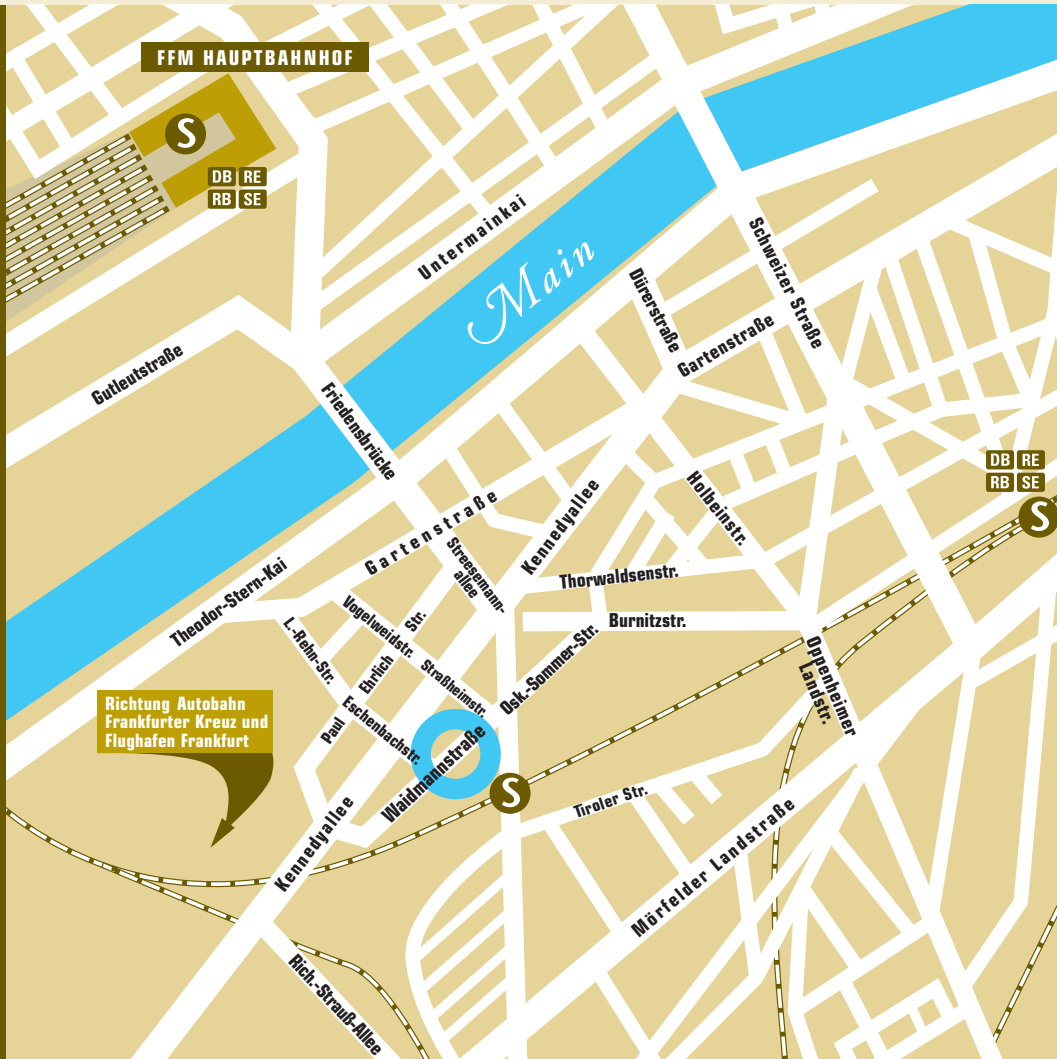 FFM HAUPTBAHNHOF
S
DB RE
RB SE
Untermainkai
Main
Schweizer Straße
Dürerstraße
Gartenstraße
Gutleutstraße
Friedensbrücke
DB RE
RB SE
S
Holbeinstr.
Kennedyallee
Gartenstraße
Streesemann-
allee
Thorwaldsenstr.
Theodor-Stern-Kai
Vogelweidstr.
Burnitzstr.
L.-Rehn-Str.
Paul Ehrlich Str.
Straßheimstr.
Osk.-Sommer-Str.
Oppenheimer
Landstr.
Eschenbachstr.
Richtung Autobahn
Frankfurter Kreuz und
Flughafen Frankfurt
Waidmannstraße
S
Tiroler Str.
Kennedyallee
Mörfelder Landstraße
Rich.-Strauß-Allee